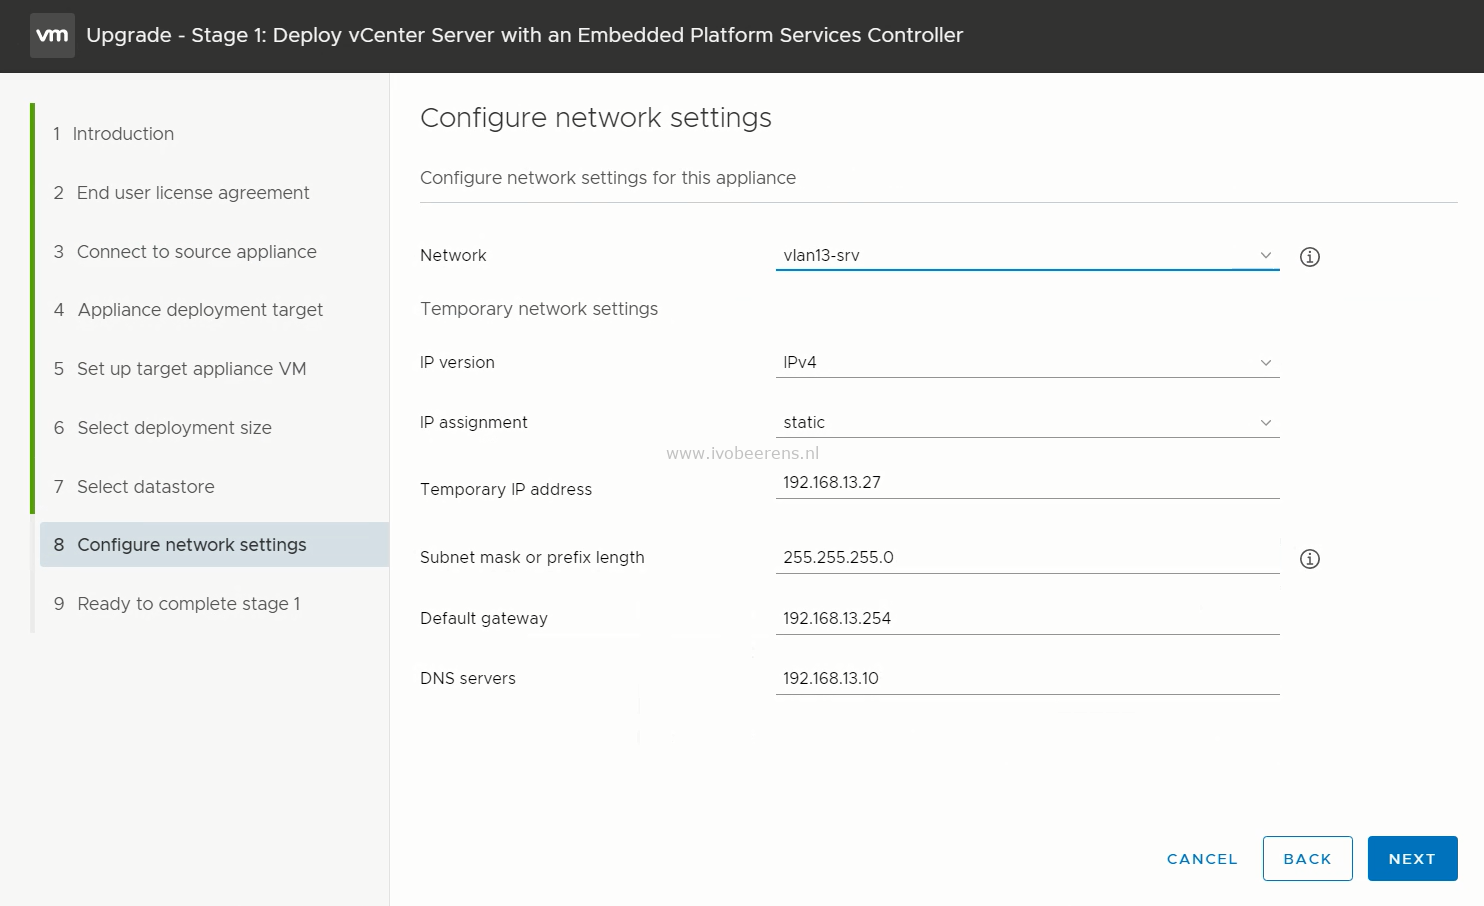 vm Upgrade - Stage 1: Deploy vCenter Server with an Embedded Platform Services Controller
1 Introduction
2 End user license agreement
3 Connect to source appliance
4 Appliance deployment target
5 Set up target appliance VM
6 Select deployment size
7 Select datastore
8 Configure network settings
9 Ready to complete stage 1
Configure network settings
Configure network settings for this appliance
Network vlan13-srv
Temporary network settings
IP version IPv4
IP assignment static
www.ivobeerens.nl
Temporary IP address 192.168.13.27
Subnet mask or prefix length 255.255.255.0
Default gateway 192.168.13.254
DNS servers 192.168.13.10
CANCEL BACK NEXT